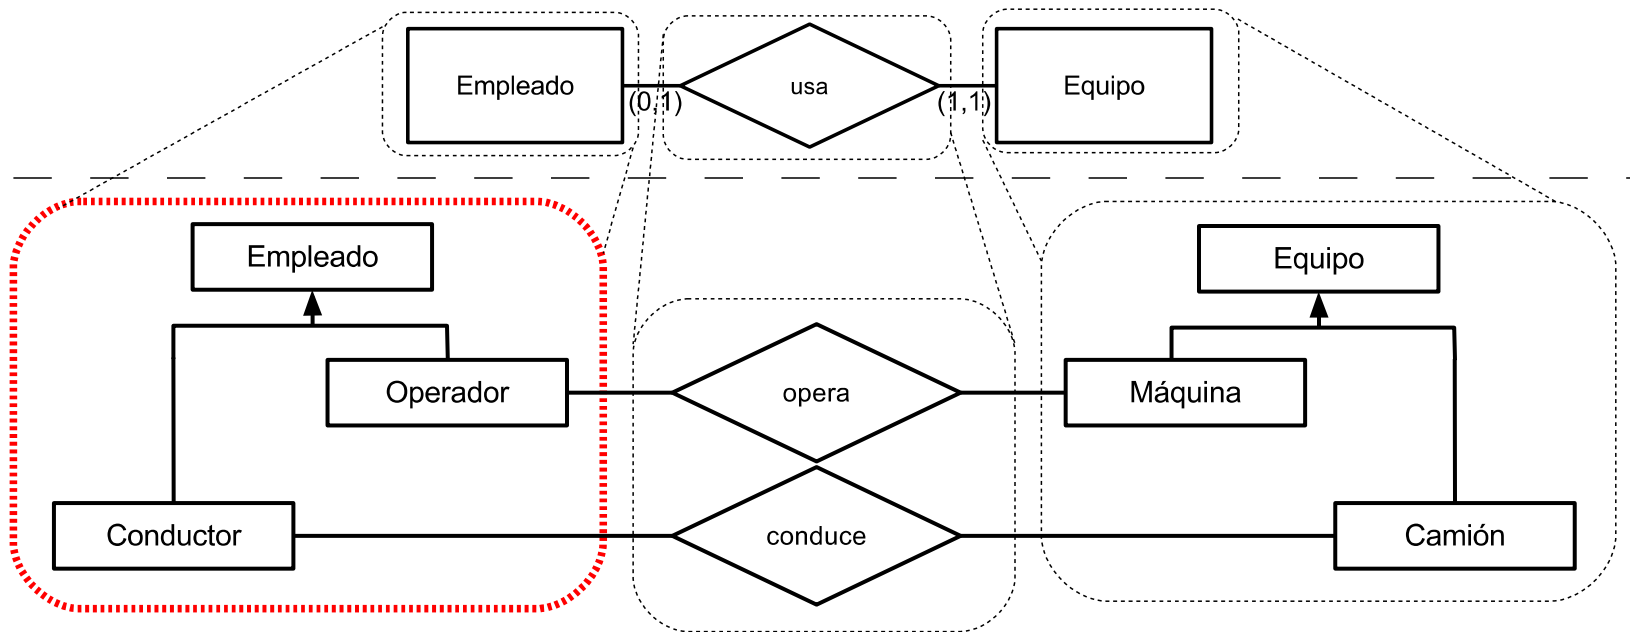 Empleado
(0,1)
usa
(1,1)
Equipo
Empleado
Equipo
Operador
opera
Máquina
Conductor
conduce
Camión